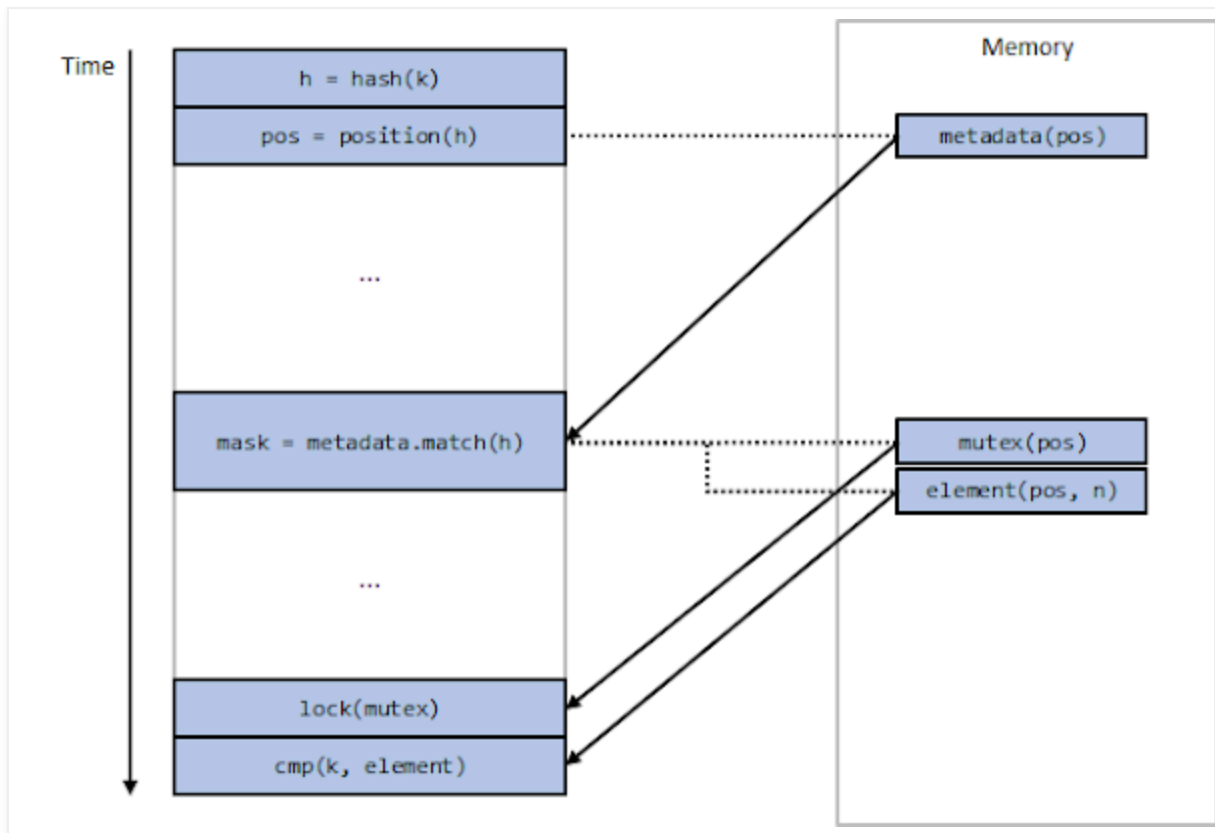 Time
h = hash(k)
pos = position(h)
...
mask = metadata.match(h)
...
lock(mutex)
cmp(k, element)
Memory
metadata(pos)
mutex(pos)
element(pos, n)